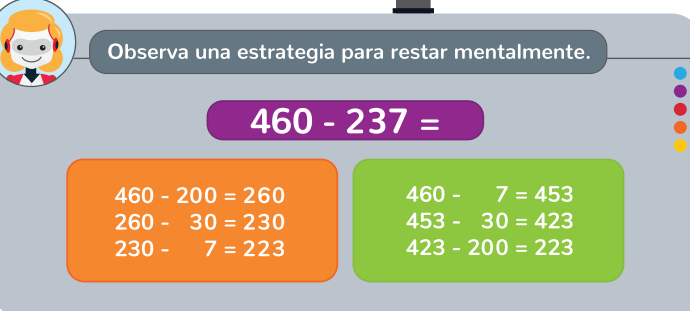 Observa una estrategia para restar mentalmente.
460 - 237 =
460 - 200 = 260
260 - 30 = 230
230 - 7 = 223
460 - 7 = 453
453 - 30 = 423
423 - 200 = 223